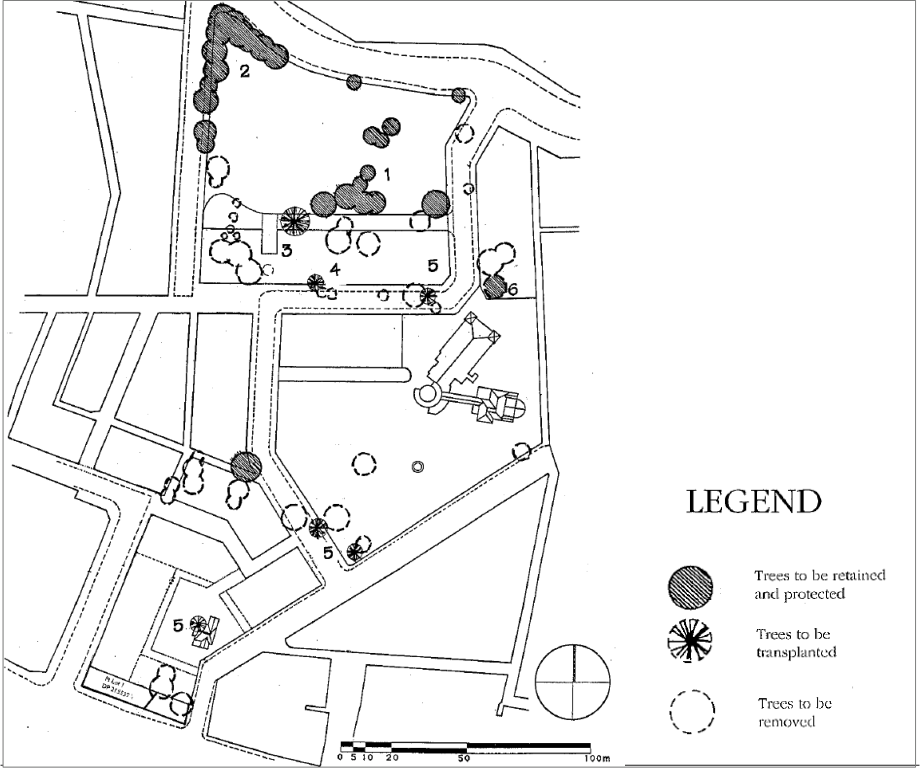 2
1
3
4
5
6
5
5
LEGEND
Trees to be retained
and protected
Trees to be
transplanted
Trees to be
removed
0 5 10 20 50 100m